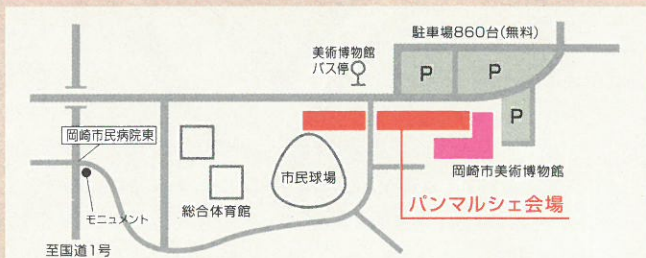 駐車場860台(無料)
美術博物館
バス停
P
P
P
岡崎市民病院東
市民球場
岡崎市美術博物館
総合体育館
パンマルシェ会場
モニュメント
至国道1号